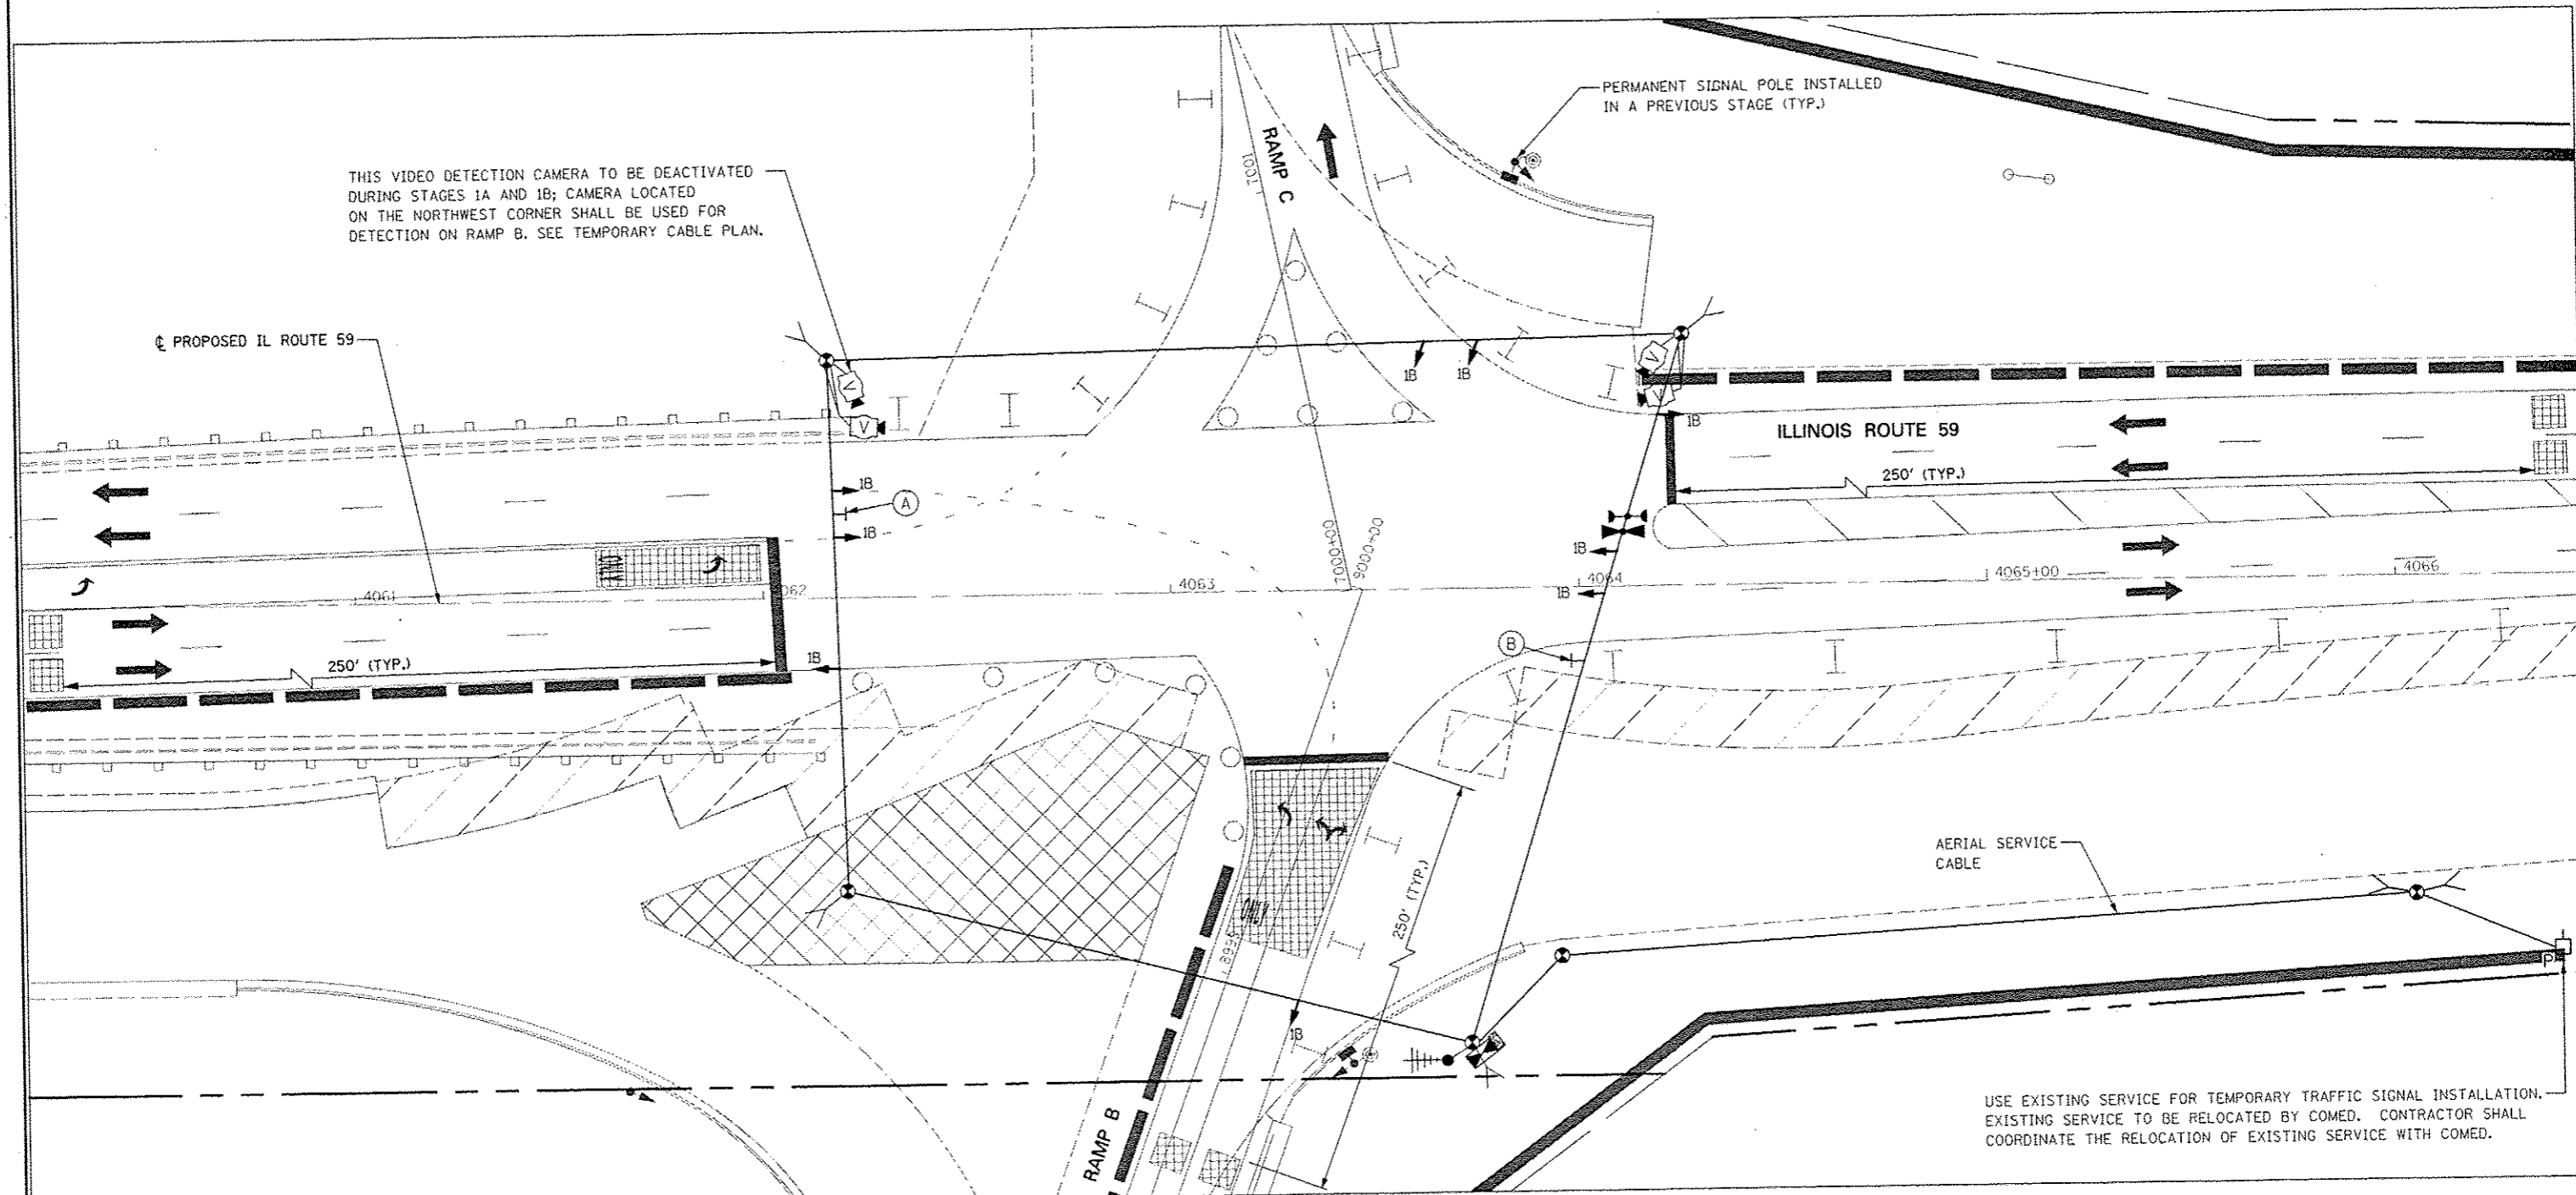 PERMANENT SIGNAL POLE INSTALLED
IN A PREVIOUS STAGE (TYP.)
THIS VIDEO DETECTION CAMERA TO BE DEACTIVATED
DURING STAGES 1A AND 1B; CAMERA LOCATED
ON THE NORTHWEST CORNER SHALL BE USED FOR
DETECTION ON RAMP B. SEE TEMPORARY CABLE PLAN.
RAMP C
1001
℄ PROPOSED IL ROUTE 59
V
V
V
V
1B
1B
1B
ILLINOIS ROUTE 59
250' (TYP.)
1B
A
1B
1B
1B
4061
4062
4063
4064
4065+00
4066
9000+00
250' (TYP.)
1B
B
250' (TYP.)
ONLY
AERIAL SERVICE
CABLE
P
1B
RAMP B
USE EXISTING SERVICE FOR TEMPORARY TRAFFIC SIGNAL INSTALLATION.
EXISTING SERVICE TO BE RELOCATED BY COMED. CONTRACTOR SHALL
COORDINATE THE RELOCATION OF EXISTING SERVICE WITH COMED.